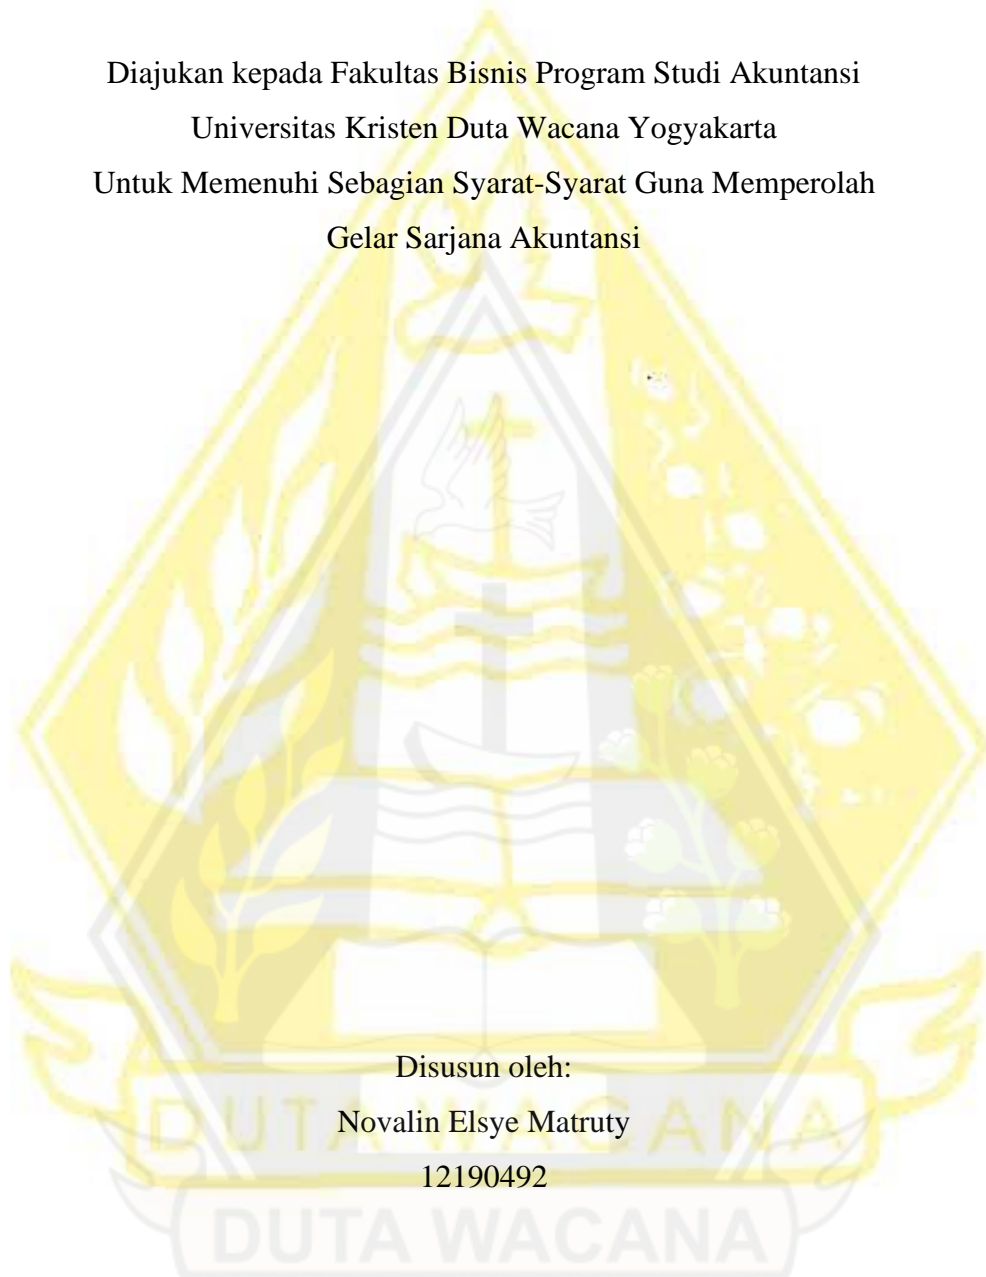 Diajukan kepada Fakultas Bisnis Program Studi Akuntansi
Universitas Kristen Duta Wacana Yogyakarta
Untuk Memenuhi Sebagian Syarat-Syarat Guna Memperolah
Gelar Sarjana Akuntansi
Disusun oleh:
Novalin Elsye Matruty
12190492
DUTA WACANA
DUTA WACANA